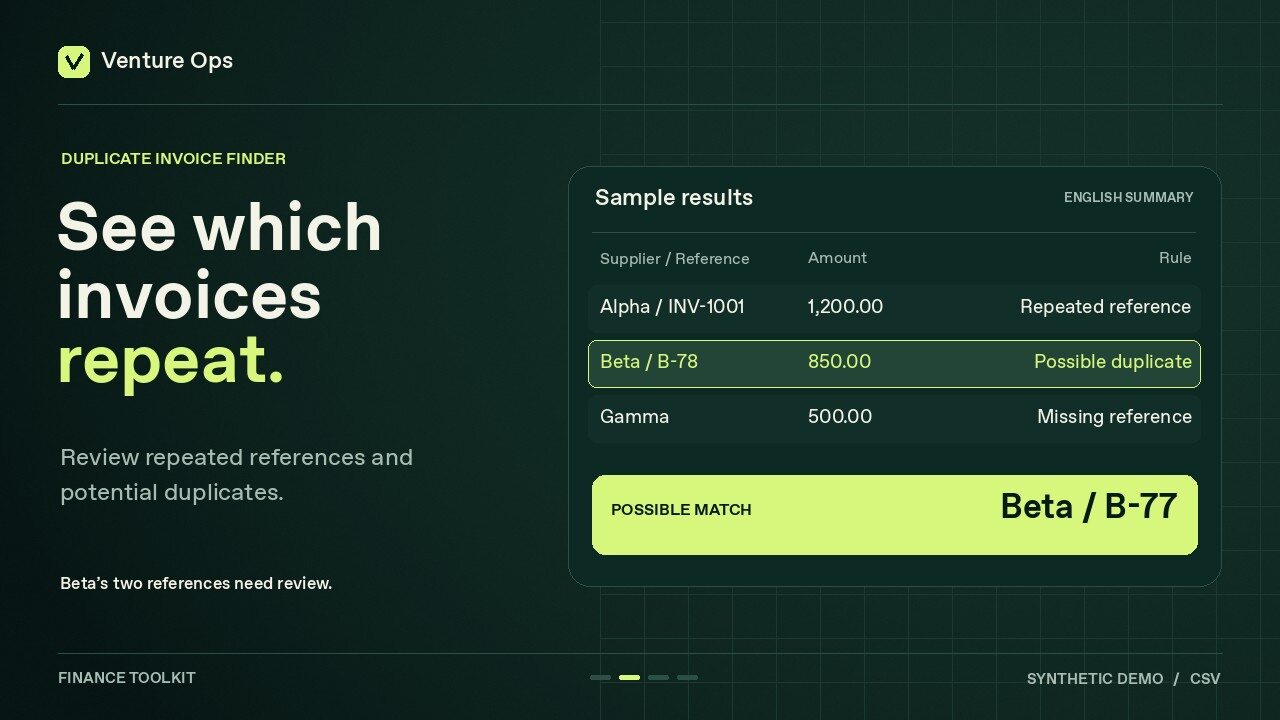 Venture Ops
DUPLICATE INVOICE FINDER
See which
invoices
repeat.
Review repeated references and
potential duplicates.
Beta’s two references need review.
Sample results
ENGLISH SUMMARY
Supplier / Reference Amount Rule
Alpha / INV-1001 1,200.00 Repeated reference
Beta / B-78 850.00 Possible duplicate
Gamma 500.00 Missing reference
POSSIBLE MATCH Beta / B-77
FINANCE TOOLKIT
SYNTHETIC DEMO / CSV